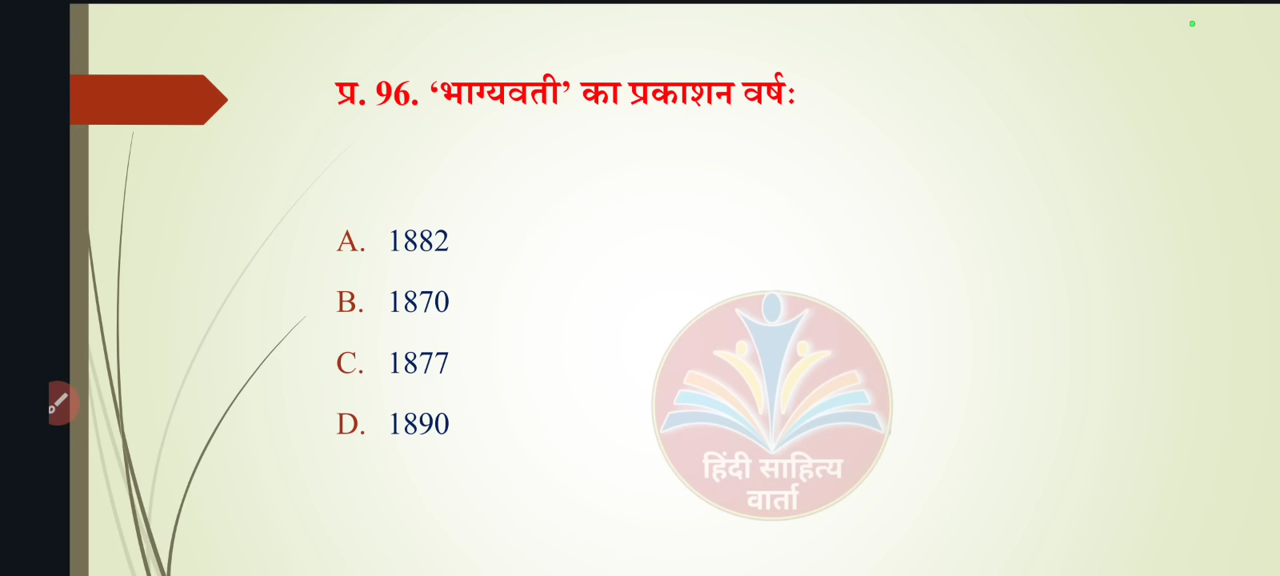 प्र. 96. ‘भाग्यवती’ का प्रकाशन वर्षः
A. 1882
B. 1870
C. 1877
D. 1890
हिंदी साहित्य
वार्ता